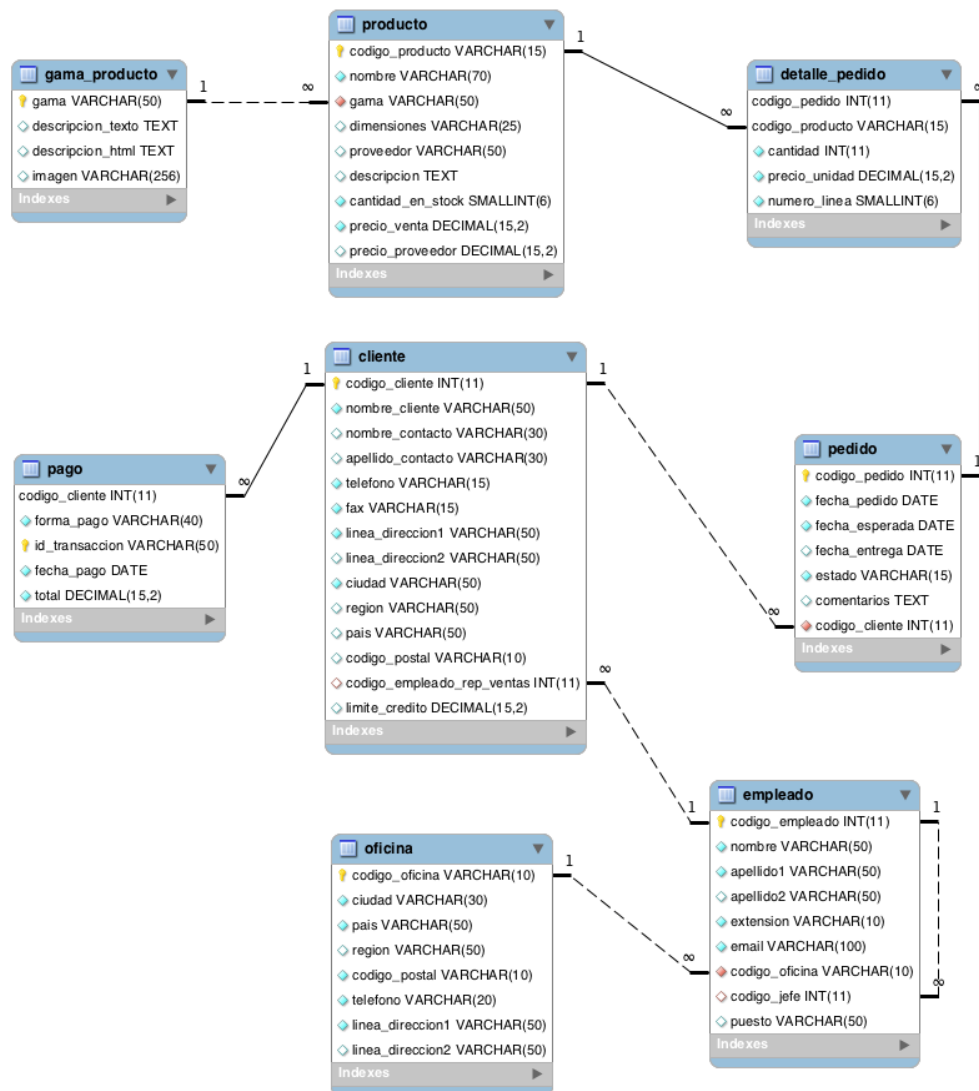 gama_producto
gama VARCHAR(50)
descripcion_texto TEXT
descripcion_html TEXT
imagen VARCHAR(256)
Indexes
1
∞
producto
codigo_producto VARCHAR(15)
nombre VARCHAR(70)
gama VARCHAR(50)
dimensiones VARCHAR(25)
proveedor VARCHAR(50)
descripcion TEXT
cantidad_en_stock SMALLINT(6)
precio_venta DECIMAL(15,2)
precio_proveedor DECIMAL(15,2)
Indexes
1
∞
detalle_pedido
codigo_pedido INT(11)
codigo_producto VARCHAR(15)
cantidad INT(11)
precio_unidad DECIMAL(15,2)
numero_linea SMALLINT(6)
Indexes
∞
pago
codigo_cliente INT(11)
forma_pago VARCHAR(40)
id_transaccion VARCHAR(50)
fecha_pago DATE
total DECIMAL(15,2)
Indexes
∞
1
cliente
codigo_cliente INT(11)
nombre_cliente VARCHAR(50)
nombre_contacto VARCHAR(30)
apellido_contacto VARCHAR(30)
telefono VARCHAR(15)
fax VARCHAR(15)
linea_direccion1 VARCHAR(50)
linea_direccion2 VARCHAR(50)
ciudad VARCHAR(50)
region VARCHAR(50)
pais VARCHAR(50)
codigo_postal VARCHAR(10)
codigo_empleado_rep_ventas INT(11)
limite_credito DECIMAL(15,2)
Indexes
1
∞
∞
1
pedido
codigo_pedido INT(11)
fecha_pedido DATE
fecha_esperada DATE
fecha_entrega DATE
estado VARCHAR(15)
comentarios TEXT
codigo_cliente INT(11)
Indexes
1
oficina
codigo_oficina VARCHAR(10)
ciudad VARCHAR(30)
pais VARCHAR(50)
region VARCHAR(50)
codigo_postal VARCHAR(10)
telefono VARCHAR(20)
linea_direccion1 VARCHAR(50)
linea_direccion2 VARCHAR(50)
Indexes
1
∞
empleado
codigo_empleado INT(11)
nombre VARCHAR(50)
apellido1 VARCHAR(50)
apellido2 VARCHAR(50)
extension VARCHAR(10)
email VARCHAR(100)
codigo_oficina VARCHAR(10)
codigo_jefe INT(11)
puesto VARCHAR(50)
Indexes
1
∞